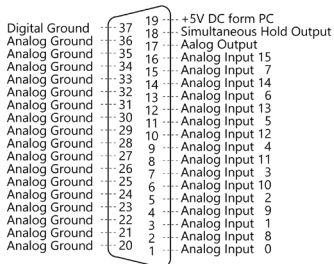 Digital Ground 37
Analog Ground 36
Analog Ground 35
Analog Ground 34
Analog Ground 33
Analog Ground 32
Analog Ground 31
Analog Ground 30
Analog Ground 29
Analog Ground 28
Analog Ground 27
Analog Ground 26
Analog Ground 25
Analog Ground 24
Analog Ground 23
Analog Ground 22
Analog Ground 21
Analog Ground 20
19 +5V DC form PC
18 Simultaneous Hold Output
17 Aalog Output
16 Analog Input 15
15 Analog Input 7
14 Analog Input 14
13 Analog Input 6
12 Analog Input 13
11 Analog Input 5
10 Analog Input 12
9 Analog Input 4
8 Analog Input 11
7 Analog Input 3
6 Analog Input 10
5 Analog Input 2
4 Analog Input 9
3 Analog Input 1
2 Analog Input 8
1 Analog Input 0